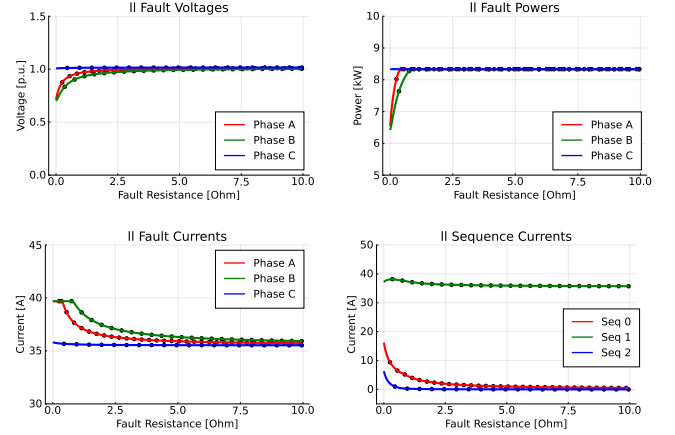 ll Fault Voltages
1.5
1.0
0.5
0.0
Voltage [p.u.]
Phase A
Phase B
Phase C
0.0 2.5 5.0 7.5 10.0
Fault Resistance [Ohm]
ll Fault Powers
10
9
8
7
6
5
Power [kW]
Phase A
Phase B
Phase C
0.0 2.5 5.0 7.5 10.0
Fault Resistance [Ohm]
ll Fault Currents
45
40
35
30
Current [A]
Phase A
Phase B
Phase C
0.0 2.5 5.0 7.5 10.0
Fault Resistance [Ohm]
ll Sequence Currents
50
40
30
20
10
0
Current [A]
Seq 0
Seq 1
Seq 2
0.0 2.5 5.0 7.5 10.0
Fault Resistance [Ohm]